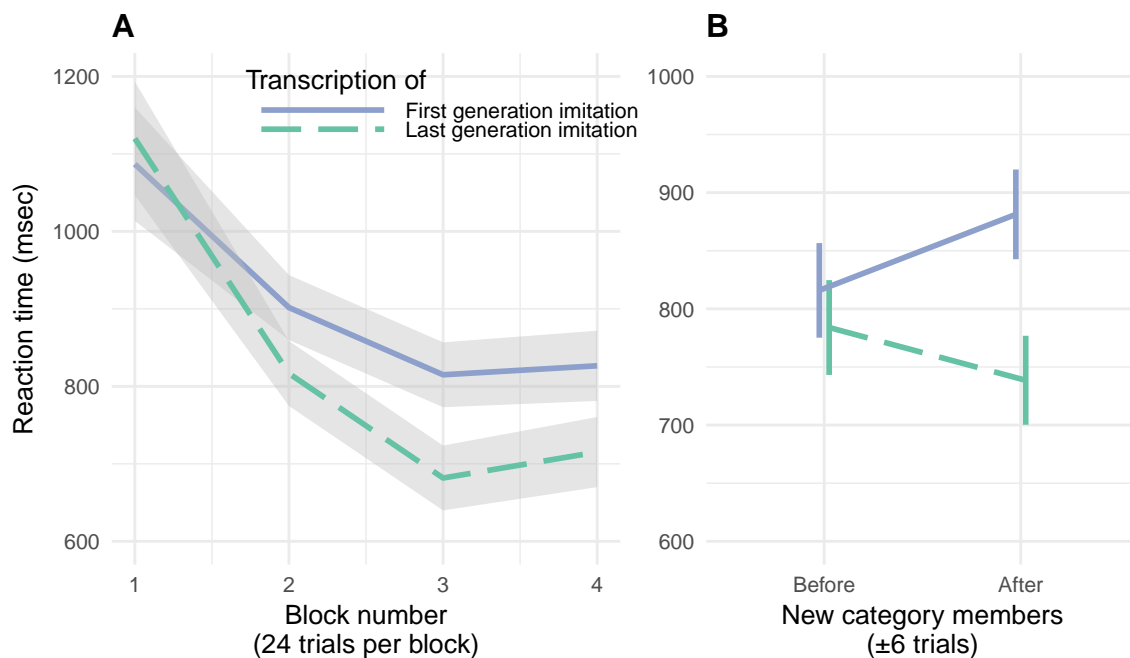 A
Transcription of
First generation imitation
Last generation imitation
1200
1000
800
600
Reaction time (msec)
1 2 3 4
Block number
(24 trials per block)
B
1000
900
800
700
600
Before After
New category members
(±6 trials)